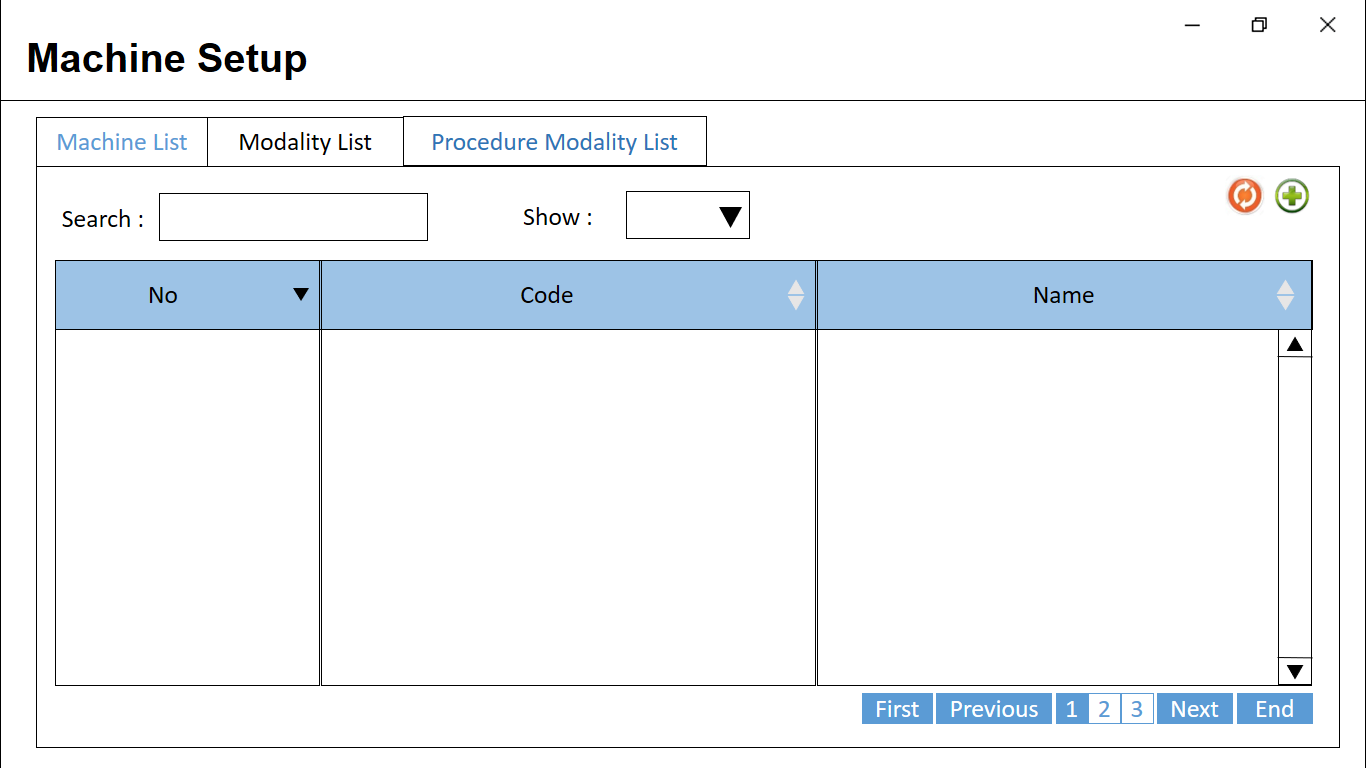 Machine Setup
Machine List Modality List Procedure Modality List
Search : Show :
No Code Name
First Previous 1 2 3 Next End